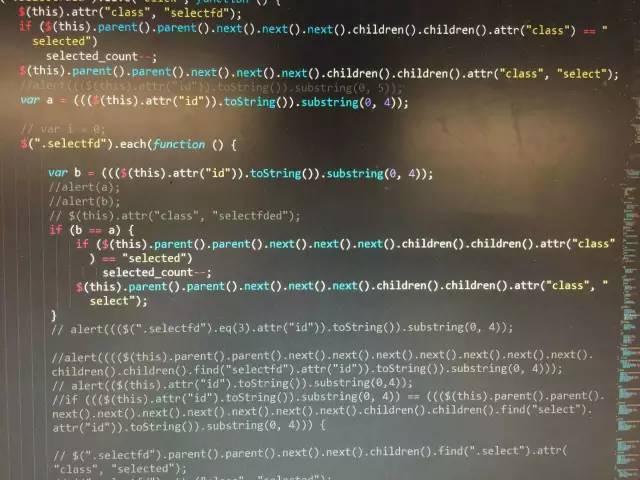 $(this).attr("class", "selectfd");
if ($(this).parent().parent().next().next().next().children().children().attr("class") == "
selected")
selected_count--;
$(this).parent().parent().next().next().next().children().children().attr("class", "select");
//alert((($(this).attr("id")).toString()).substring(0, 5));
var a = ((($(this).attr("id")).toString()).substring(0, 4));
// var i = 0;
$(".selectfd").each(function () {
var b = ((($(this).attr("id")).toString()).substring(0, 4));
//alert(a);
//alert(b);
// $(this).attr("class", "selectfded");
if (b == a) {
if ($(this).parent().parent().next().next().next().children().children().attr("class"
) == "selected")
selected_count--;
$(this).parent().parent().next().next().next().children().children().attr("class", "
select");
}
// alert((($(".selectfd").eq(3).attr("id")).toString()).substring(0, 4));
//alert(((($(this).parent().parent().next().next().next().next().next().next().next().
children().children().find("selectfd").attr("id")).toString()).substring(0, 4)));
// alert(($(this).attr("id").toString()).substring(0,4));
//if ((($(this).attr("id").toString()).substring(0, 4)) == ((($(this).parent().parent().
next().next().next().next().next().next().next().children().children().find("select").
attr("id")).toString()).substring(0, 4))) {
// $(".selectfd").parent().parent().next().next().children().find(".select").attr(
"class", "selected");